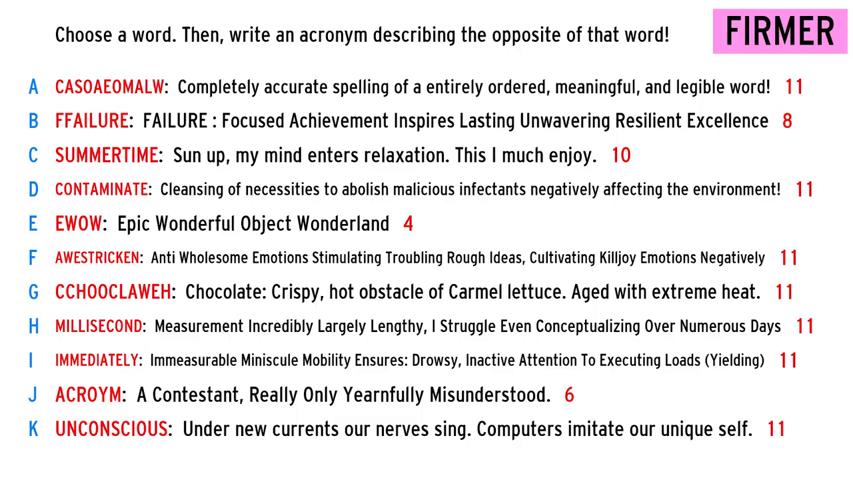 Choose a word. Then, write an acronym describing the opposite of that word! FIRMER
A CASOAEOMALW: Completely accurate spelling of a entirely ordered, meaningful, and legible word! 11
B FFAILURE: FAILURE : Focused Achievement Inspires Lasting Unwavering Resilient Excellence 8
C SUMMERTIME: Sun up, my mind enters relaxation. This I much enjoy. 10
D CONTAMINATE: Cleansing of necessities to abolish malicious infectants negatively affecting the environment! 11
E EWOW: Epic Wonderful Object Wonderland 4
F AWESTRICKEN: Anti Wholesome Emotions Stimulating Troubling Rough Ideas, Cultivating Killjoy Emotions Negatively 11
G CCHOOCLAWEH: Chocolate: Crispy, hot obstacle of Carmel lettuce. Aged with extreme heat. 11
H MILLISECOND: Measurement Incredibly Largely Lengthy, I Struggle Even Conceptualizing Over Numerous Days 11
I IMMEDIATELY: Immeasurable Miniscule Mobility Ensures: Drowsy, Inactive Attention To Executing Loads (Yielding) 11
J ACROYM: A Contestant, Really Only Yearnfully Misunderstood. 6
K UNCONSCIOUS: Under new currents our nerves sing. Computers imitate our unique self. 11